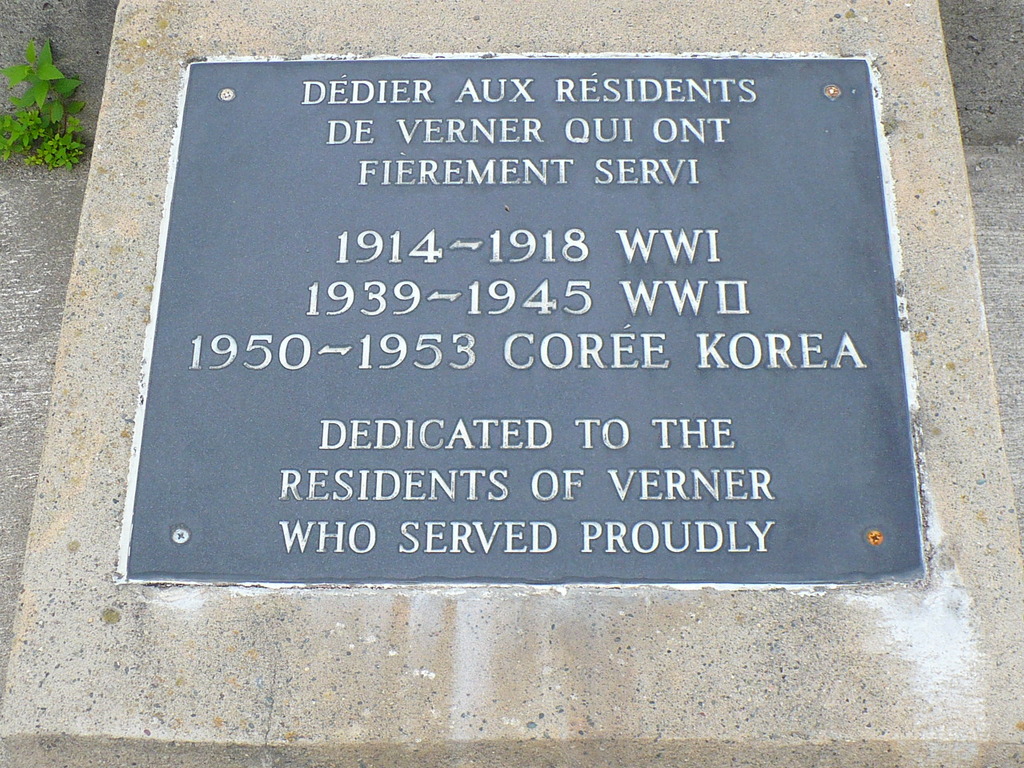 DÉDIER AUX RÉSIDENTS
DE VERNER QUI ONT
FIÈREMENT SERVI
1914-1918 WWI
1939-1945 WWII
1950-1953 CORÉE KOREA
DEDICATED TO THE
RESIDENTS OF VERNER
WHO SERVED PROUDLY